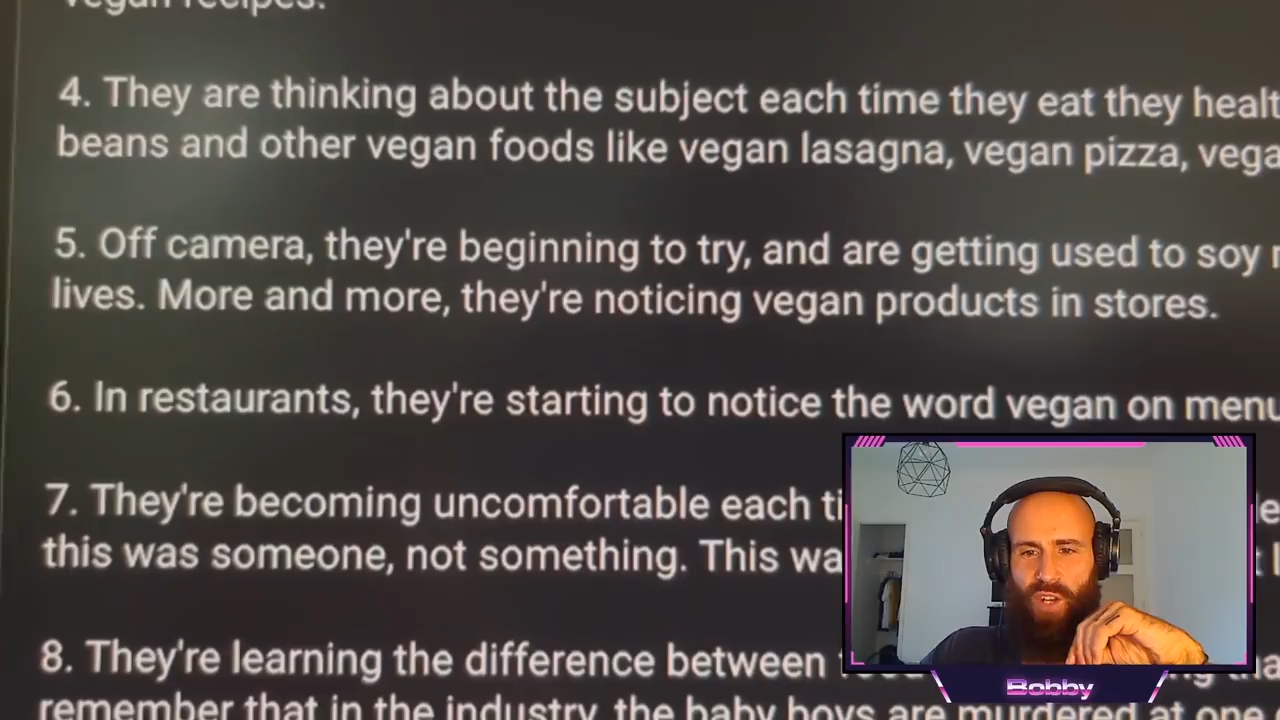 vegan recipes.
4. They are thinking about the subject each time they eat they healt
beans and other vegan foods like vegan lasagna, vegan pizza, vega
5. Off camera, they're beginning to try, and are getting used to soy
lives. More and more, they're noticing vegan products in stores.
6. In restaurants, they're starting to notice the word vegan on menu
7. They're becoming uncomfortable each ti
this was someone, not something. This wa
8. They're learning the difference between
remember that in the industry, the baby boys are murdered at one
Bobby